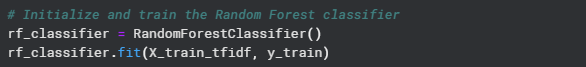 # Initialize and train the Random Forest classifier
rf_classifier = RandomForestClassifier()
rf_classifier.fit(X_train_tfidf, y_train)